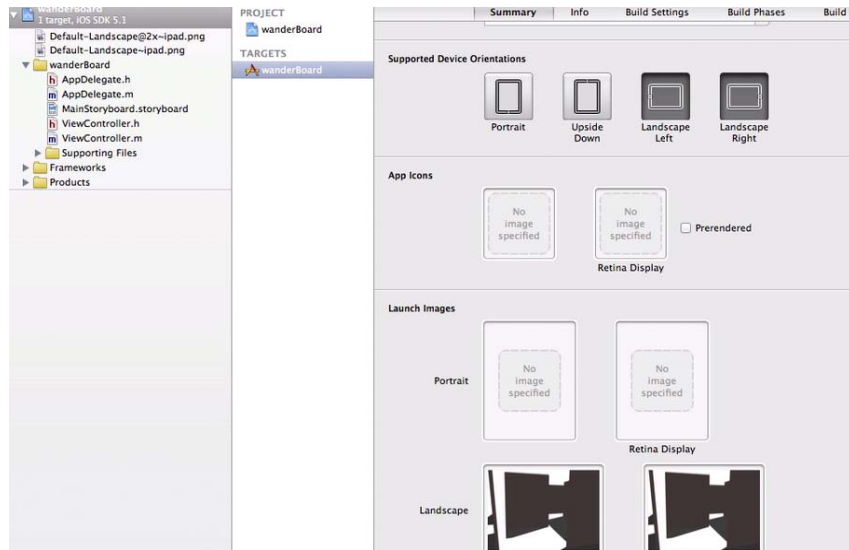 wanderBoard
1 target, iOS SDK 5.1
Default-Landscape@2x~ipad.png
Default-Landscape~ipad.png
wanderBoard
AppDelegate.h
AppDelegate.m
MainStoryboard.storyboard
ViewController.h
ViewController.m
Supporting Files
Frameworks
Products
PROJECT
wanderBoard
TARGETS
wanderBoard
Summary Info Build Settings Build Phases Build
Supported Device Orientations
Portrait
Upside
Down
Landscape
Left
Landscape
Right
App Icons
No
image
specified
No
image
specified
Prerendered
Retina Display
Launch Images
Portrait
No
image
specified
No
image
specified
Retina Display
Landscape